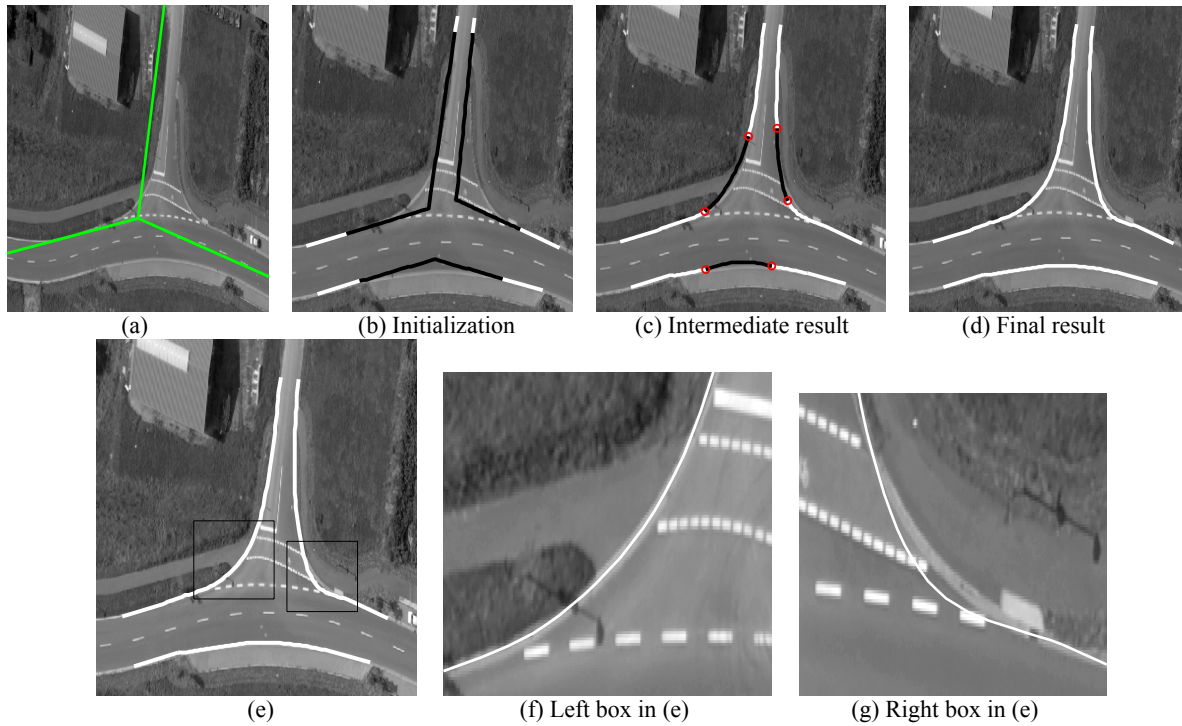 (a)
(b) Initialization
(c) Intermediate result
(d) Final result
(e)
(f) Left box in (e)
(g) Right box in (e)